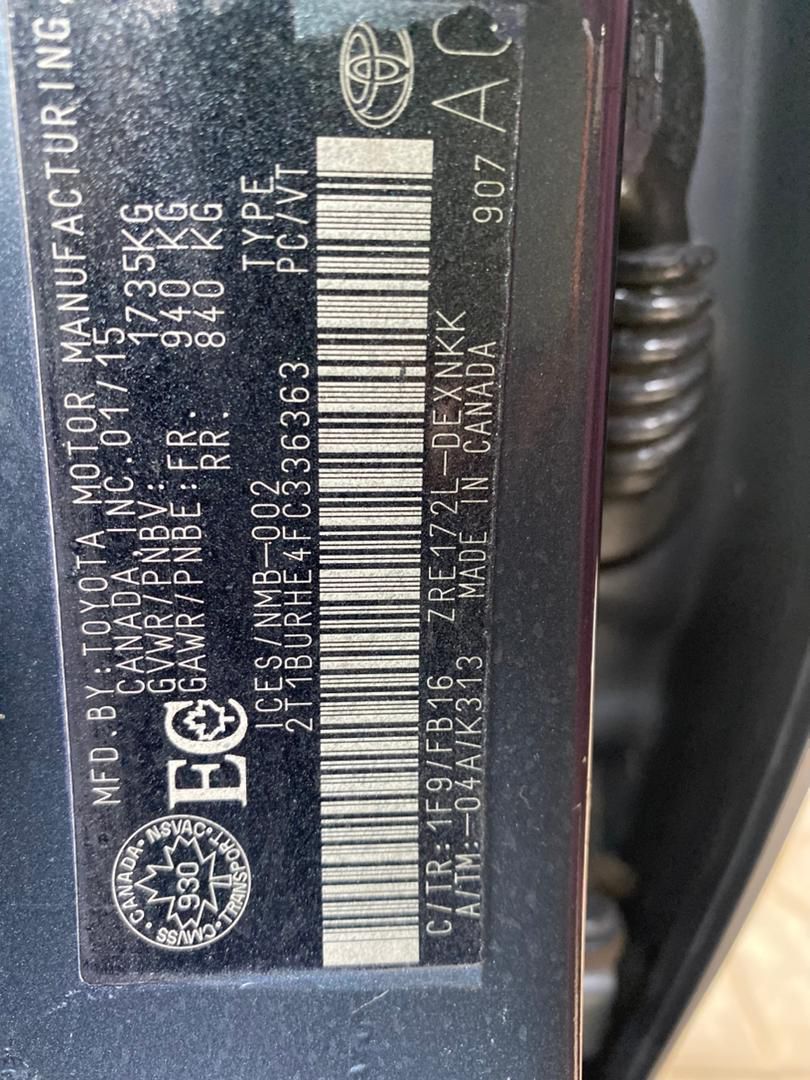 MFD.BY:TOYOTA MOTOR MANUFACTURING
CANADA,INC.01/15
GVWR/PNBV: 1735KG
GAWR/PNBE:FR. 940 KG
RR. 840 KG
EC
ICES/NMB-002 TYPE
2T1BURHE4FC336363 PC/VT
C/TR:1F9/FB16 ZRE172L-DEXNKK
A/TM:-04A/K313 MADE IN CANADA 907
CANADA • NSVAC • TRANSPORT • CMVSS •
930